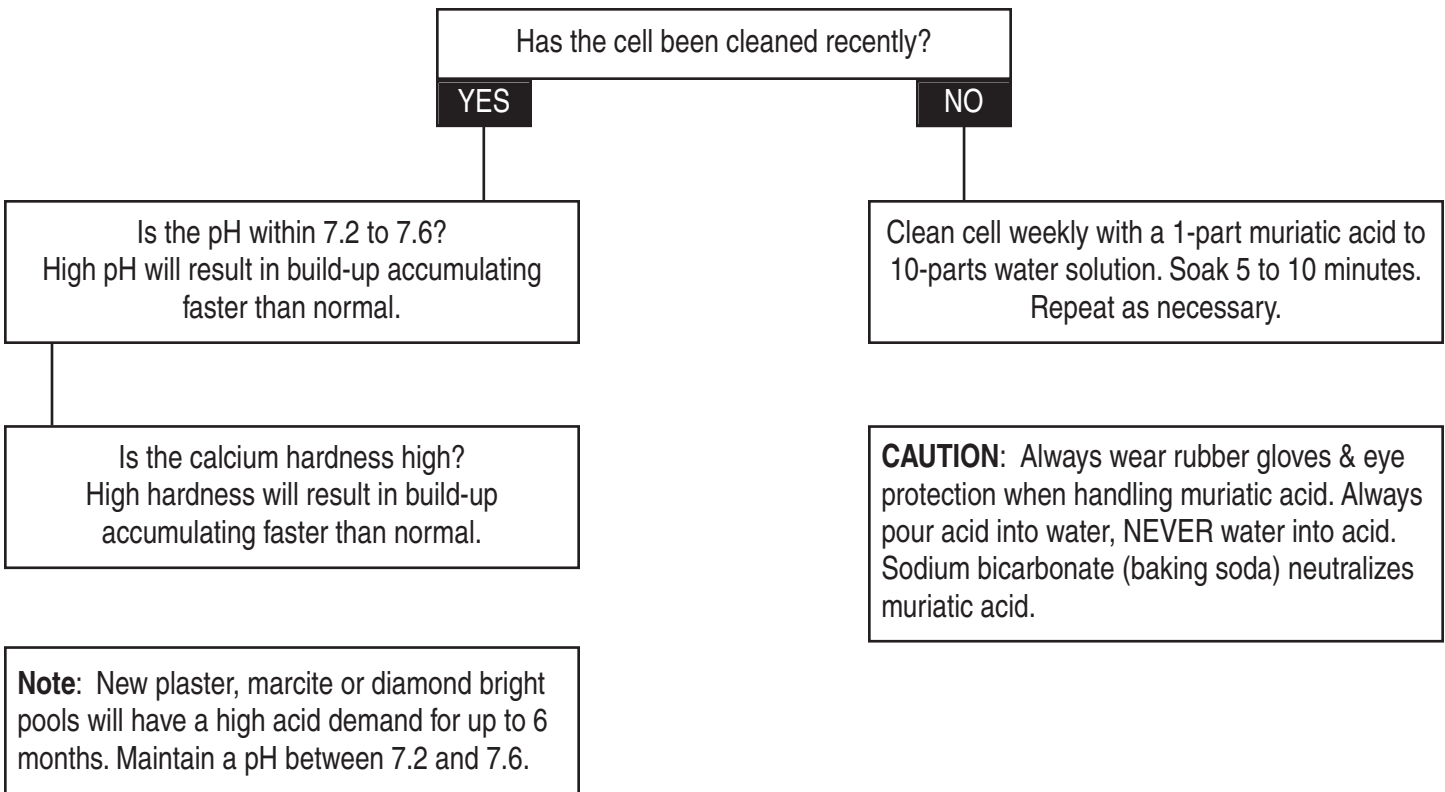 Has the cell been cleaned recently?
YES
NO
Is the pH within 7.2 to 7.6?
High pH will result in build-up accumulating
faster than normal.
Clean cell weekly with a 1-part muriatic acid to
10-parts water solution. Soak 5 to 10 minutes.
Repeat as necessary.
Is the calcium hardness high?
High hardness will result in build-up
accumulating faster than normal.
CAUTION:  Always wear rubber gloves & eye
protection when handling muriatic acid. Always
pour acid into water, NEVER water into acid.
Sodium bicarbonate (baking soda) neutralizes
muriatic acid.
Note:  New plaster, marcite or diamond bright
pools will have a high acid demand for up to 6
months. Maintain a pH between 7.2 and 7.6.